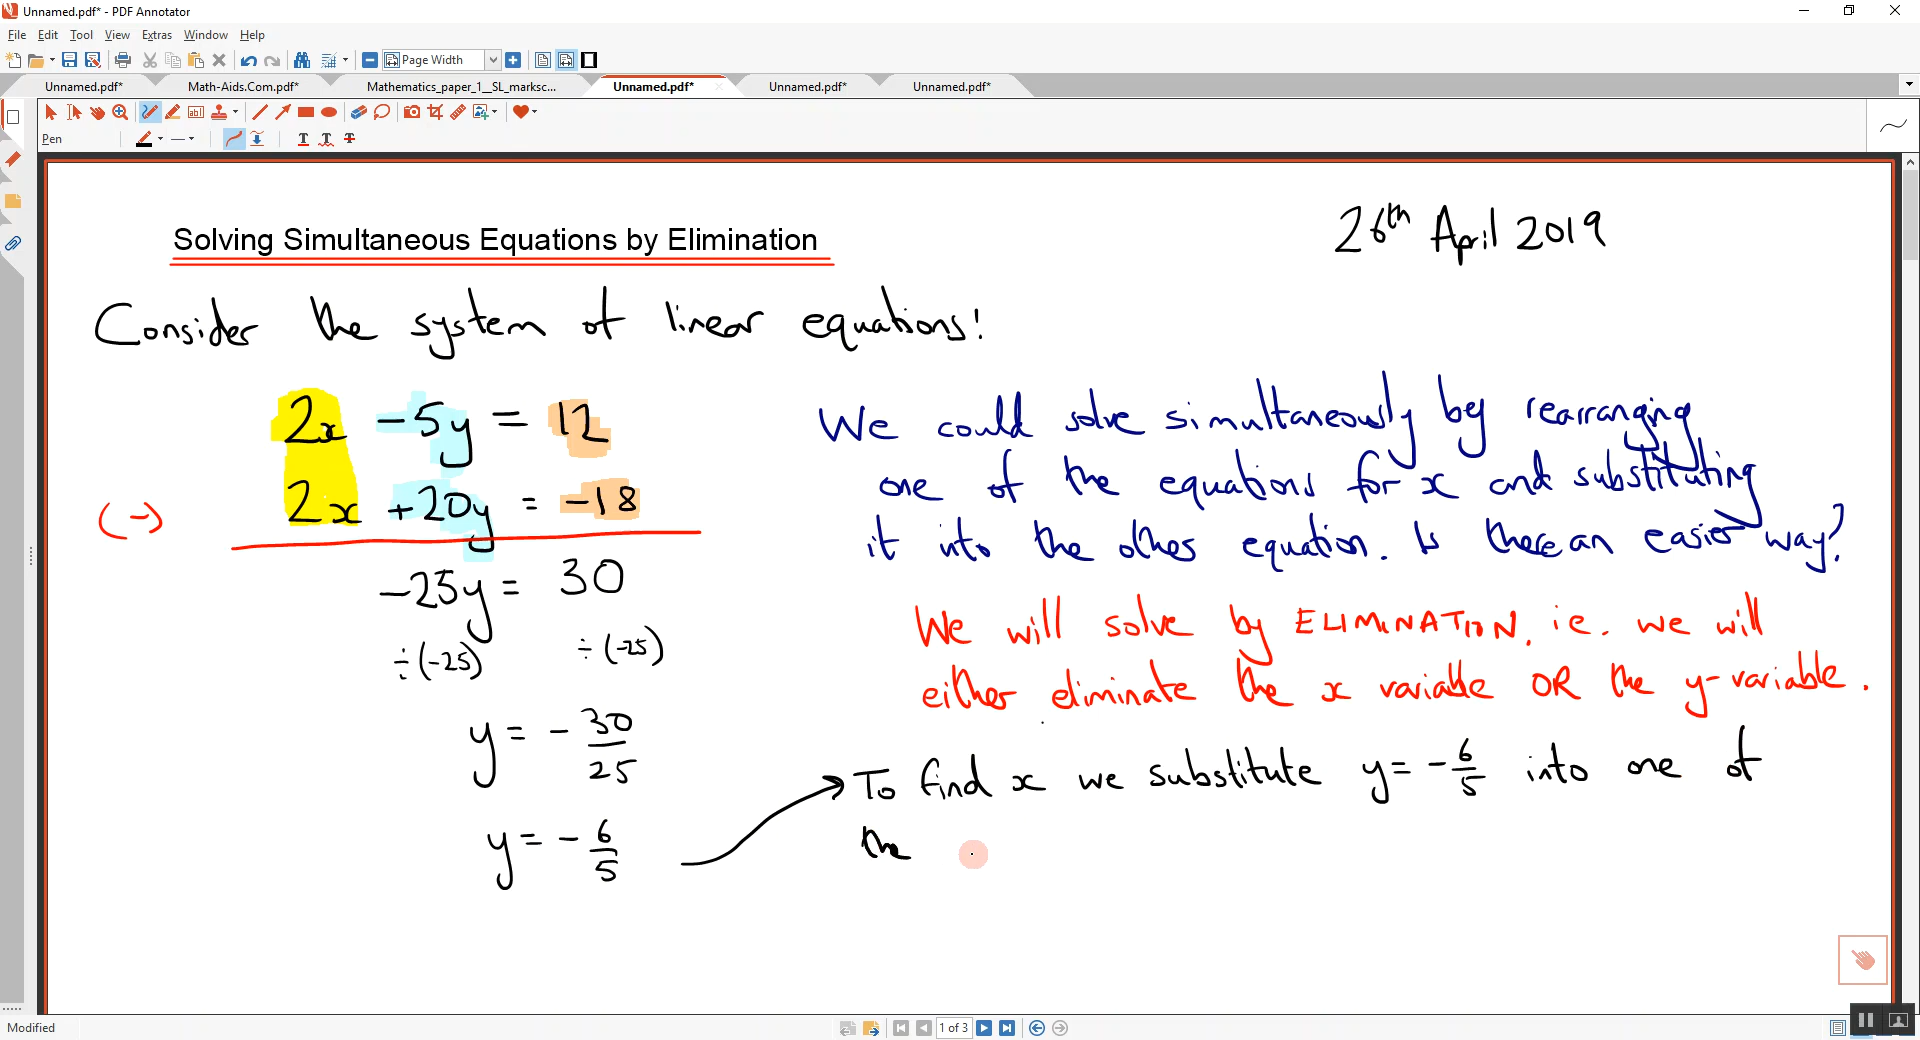 Unnamed.pdf* - PDF Annotator
File Edit Tool View Extras Window Help
Page Width
Unnamed.pdf* Math-Aids.Com.pdf* Mathematics_paper_1__SL_marksc... Unnamed.pdf* Unnamed.pdf* Unnamed.pdf*
Pen
Solving Simultaneous Equations by Elimination
26th April 2019
Consider the system of linear equations!
2x - 5y = 12
(-) 2x + 20y = -18
-25y = 30
÷(-25) ÷(-25)
y = - 30/25
y = - 6/5
We could solve simultaneously by rearranging
one of the equations for x and substituting
it into the other equation. Is there an easier way?
We will solve by ELIMINATION. ie. we will
either eliminate the x variable OR the y-variable.
To find x we substitute y = - 6/5 into one of
the
Modified
1 of 3